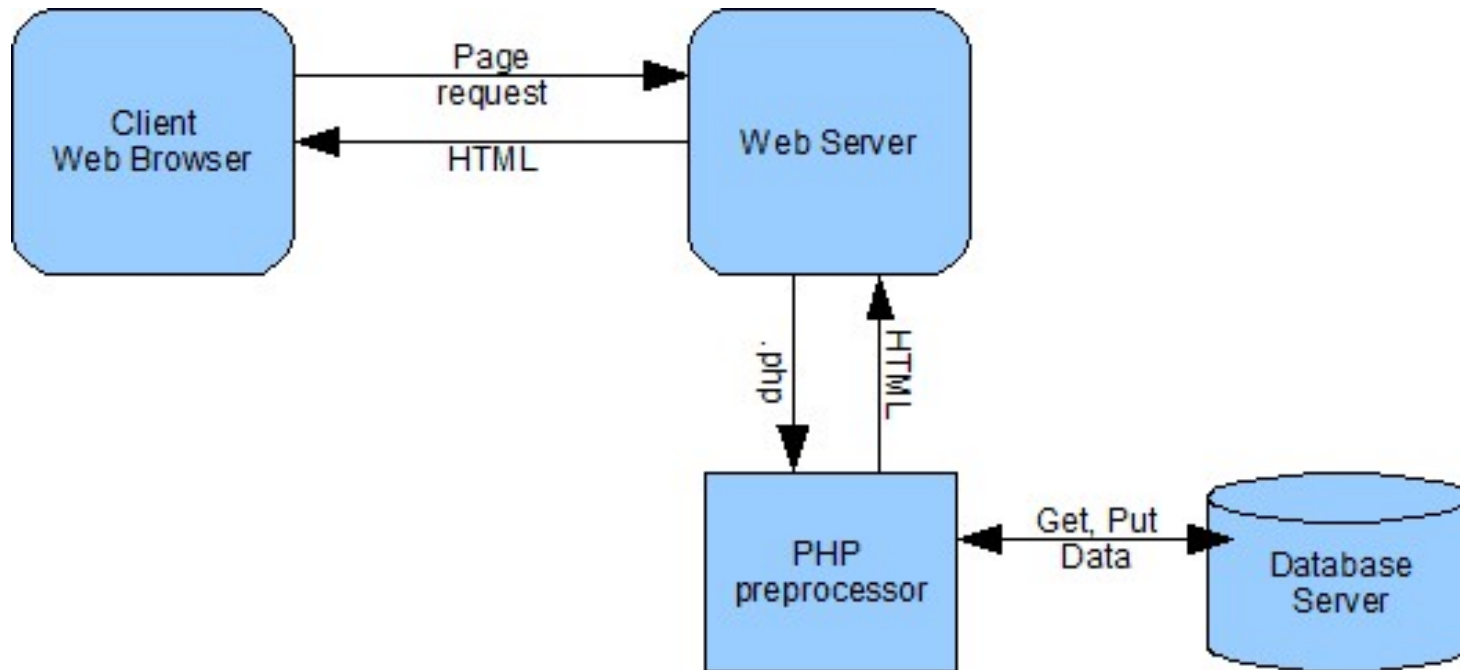 Page
request
Client
Web Browser
HTML
Web Server
.php
HTML
PHP
preprocessor
Get, Put
Data
Database
Server